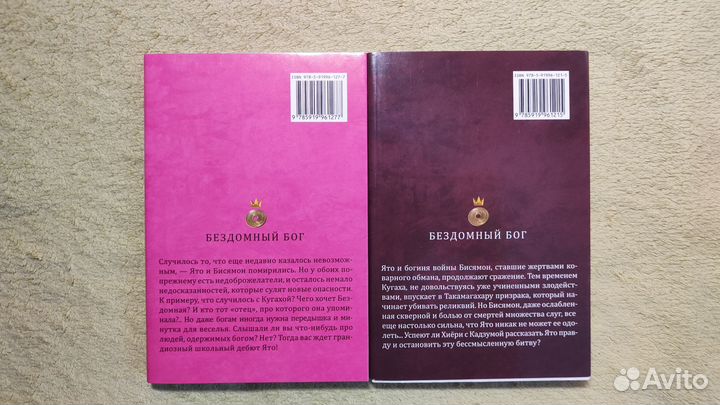 ISBN 978-5-91996-127-7
9 785919 961277
БЕЗДОМНЫЙ БОГ
Случилось то, что еще недавно казалось невозмож-
ным, — Ято и Бисямон помирились. Но у обоих по-
прежнему есть недоброжелатели, и осталось немало
недосказанностей, которые сулят новые опасности.
К примеру, что случилось с Кугахой? Чего хочет Без-
домная? И кто тот «отец», про которого она упоми-
нала?.. Но даже богам иногда нужна передышка и ми-
нутка для веселья. Слышали ли вы что-нибудь про
людей, одержимых богом? Нет? Тогда вас ждет гран-
диозный школьный дебют Ято!
ISBN 978-5-91996-121-5
9 785919 961215
БЕЗДОМНЫЙ БОГ
Ято и богиня войны Бисямон, ставшие жертвами ко-
варного обмана, продолжают сражение. Тем временем
Кугаха, не довольствуясь уже учиненными злодейст-
вами, впускает в Такамагахару призрака, который на-
чинает убивать реликвий. Но Бисямон, даже ослаблен-
ная скверной и болью от смертей множества слуг, все
еще настолько сильна, что Ято никак не может ее одо-
леть... Успеют ли Хиёри с Кадзумой рассказать Ято прав-
ду и остановить эту бессмысленную битву?
Avito